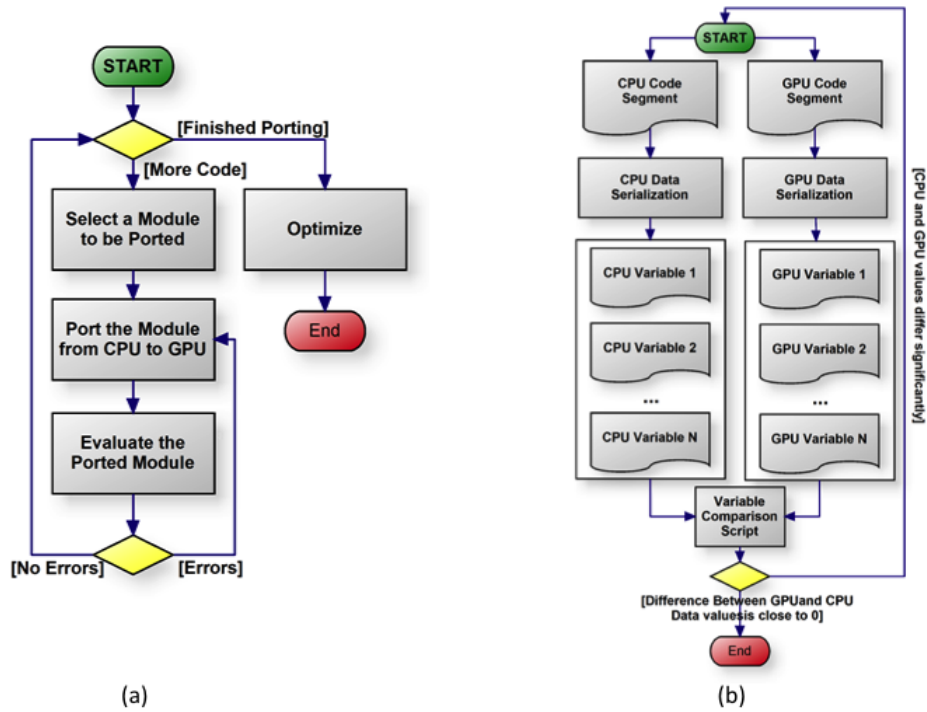 START
[Finished Porting]
[More Code]
Select a Module
to be Ported
Optimize
Port the Module
from CPU to GPU
End
Evaluate the
Ported Module
[No Errors]
[Errors]
(a)
START
CPU Code
Segment
GPU Code
Segment
CPU Data
Serialization
GPU Data
Serialization
CPU Variable 1
GPU Variable 1
CPU Variable 2
GPU Variable 2
...
...
CPU Variable N
GPU Variable N
Variable
Comparison
Script
[CPU and GPU values differ significantly]
[Difference Between GPUand CPU
Data valuesis close to 0]
End
(b)